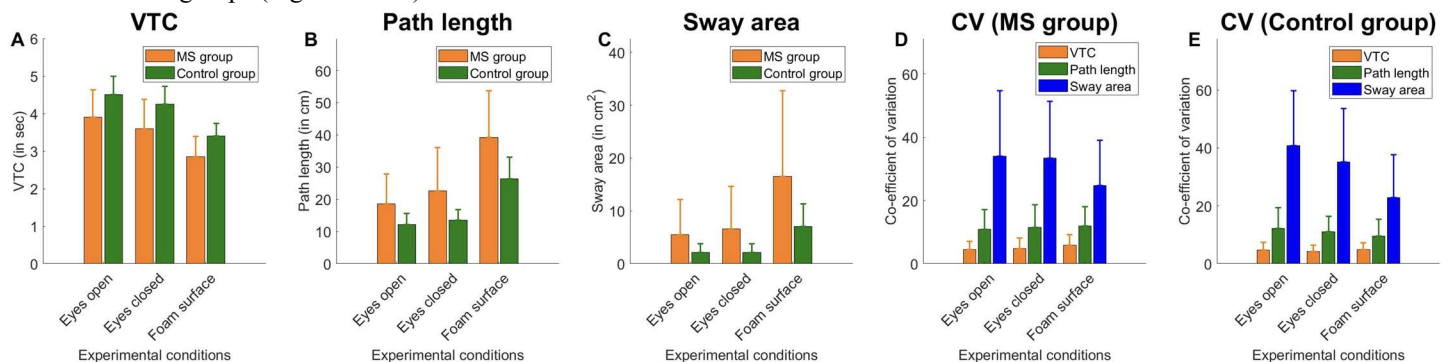 VTC
A
VTC (in sec)
6
5
4
3
2
1
0
MS group
Control group
Eyes open
Eyes closed
Foam surface
Experimental conditions
Path length
B
Path length (in cm)
60
50
40
30
20
10
0
MS group
Control group
Eyes open
Eyes closed
Foam surface
Experimental conditions
Sway area
C
Sway area (in cm2)
40
30
20
10
0
MS group
Control group
Eyes open
Eyes closed
Foam surface
Experimental conditions
CV (MS group)
D
Co-efficient of variation
60
40
20
0
VTC
Path length
Sway area
Eyes open
Eyes closed
Foam surface
Experimental conditions
CV (Control group)
E
Co-efficient of variation
80
60
40
20
0
VTC
Path length
Sway area
Eyes open
Eyes closed
Foam surface
Experimental conditions